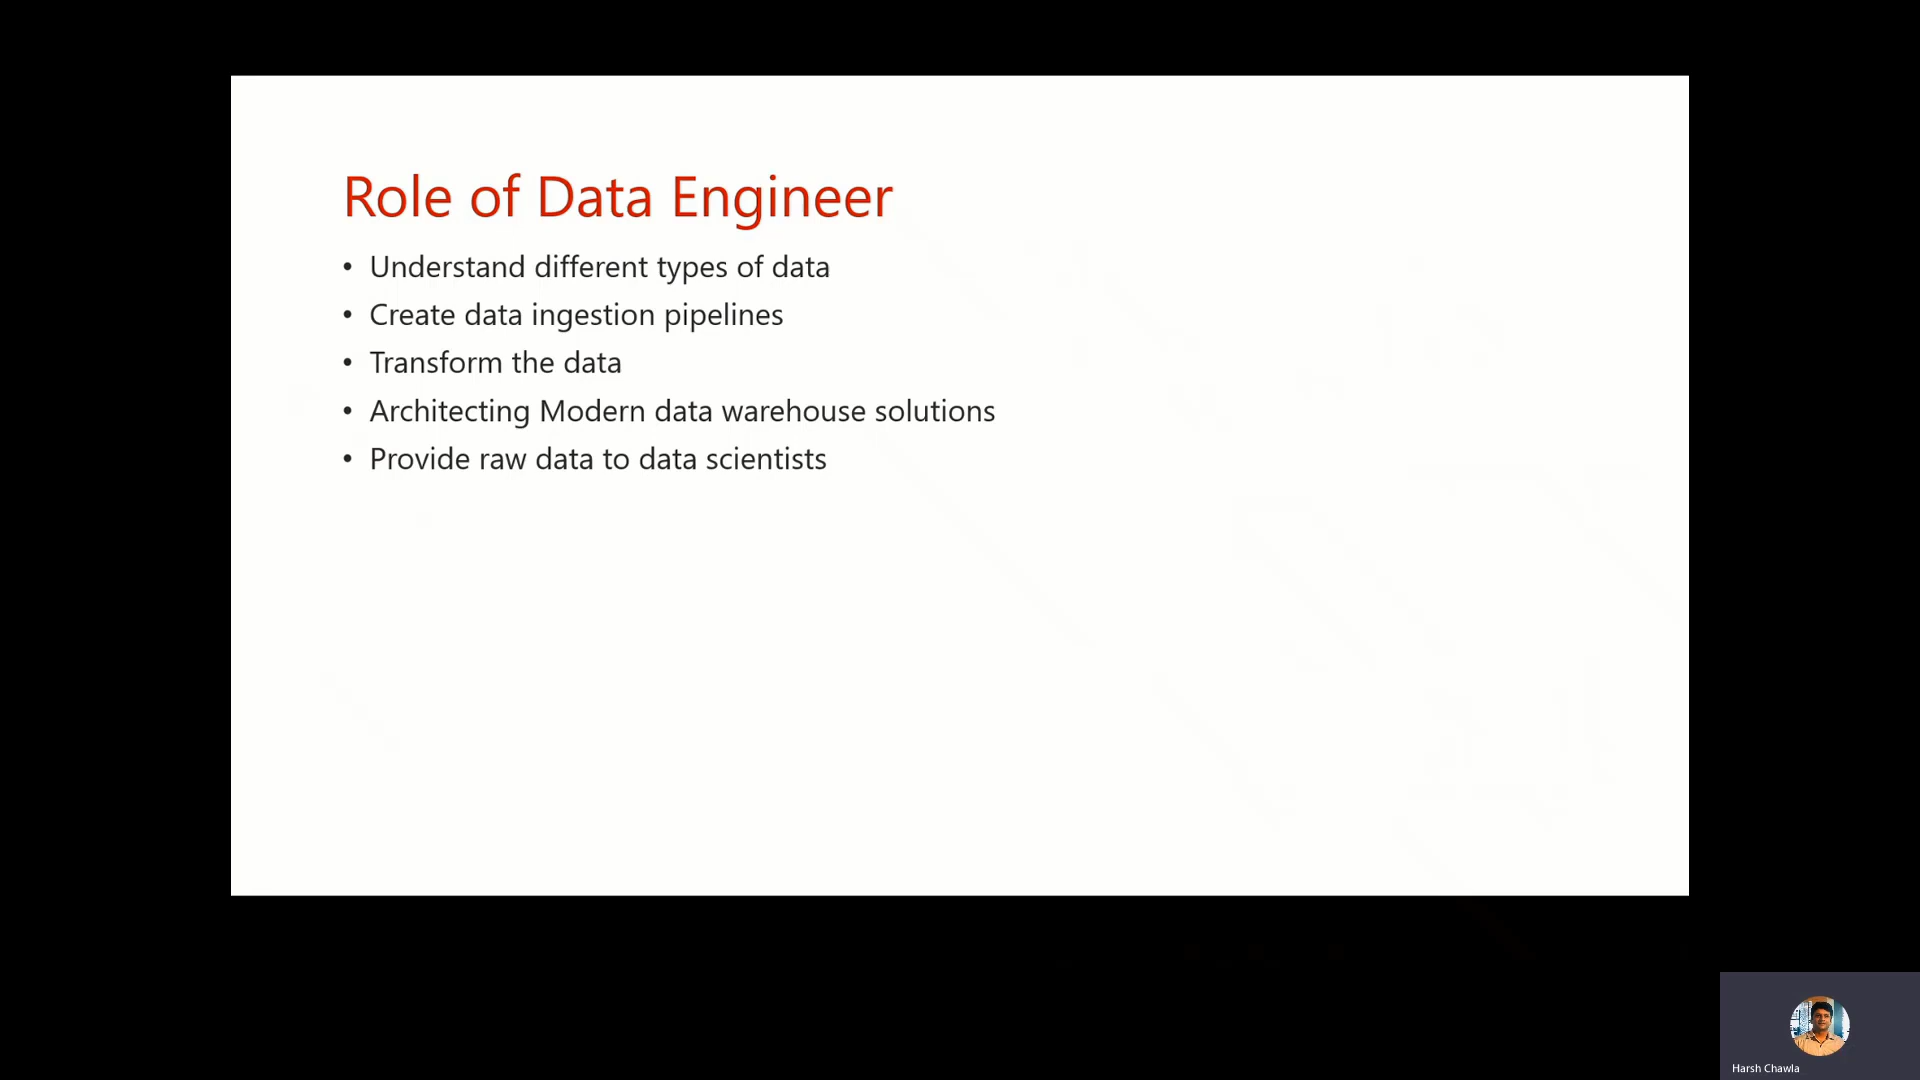 Role of Data Engineer
• Understand different types of data
• Create data ingestion pipelines
• Transform the data
• Architecting Modern data warehouse solutions
• Provide raw data to data scientists
Harsh Chawla